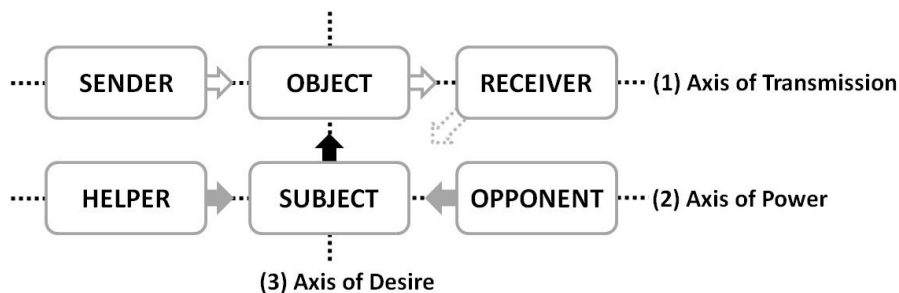 SENDER OBJECT RECEIVER (1) Axis of Transmission
HELPER SUBJECT OPPONENT (2) Axis of Power
(3) Axis of Desire